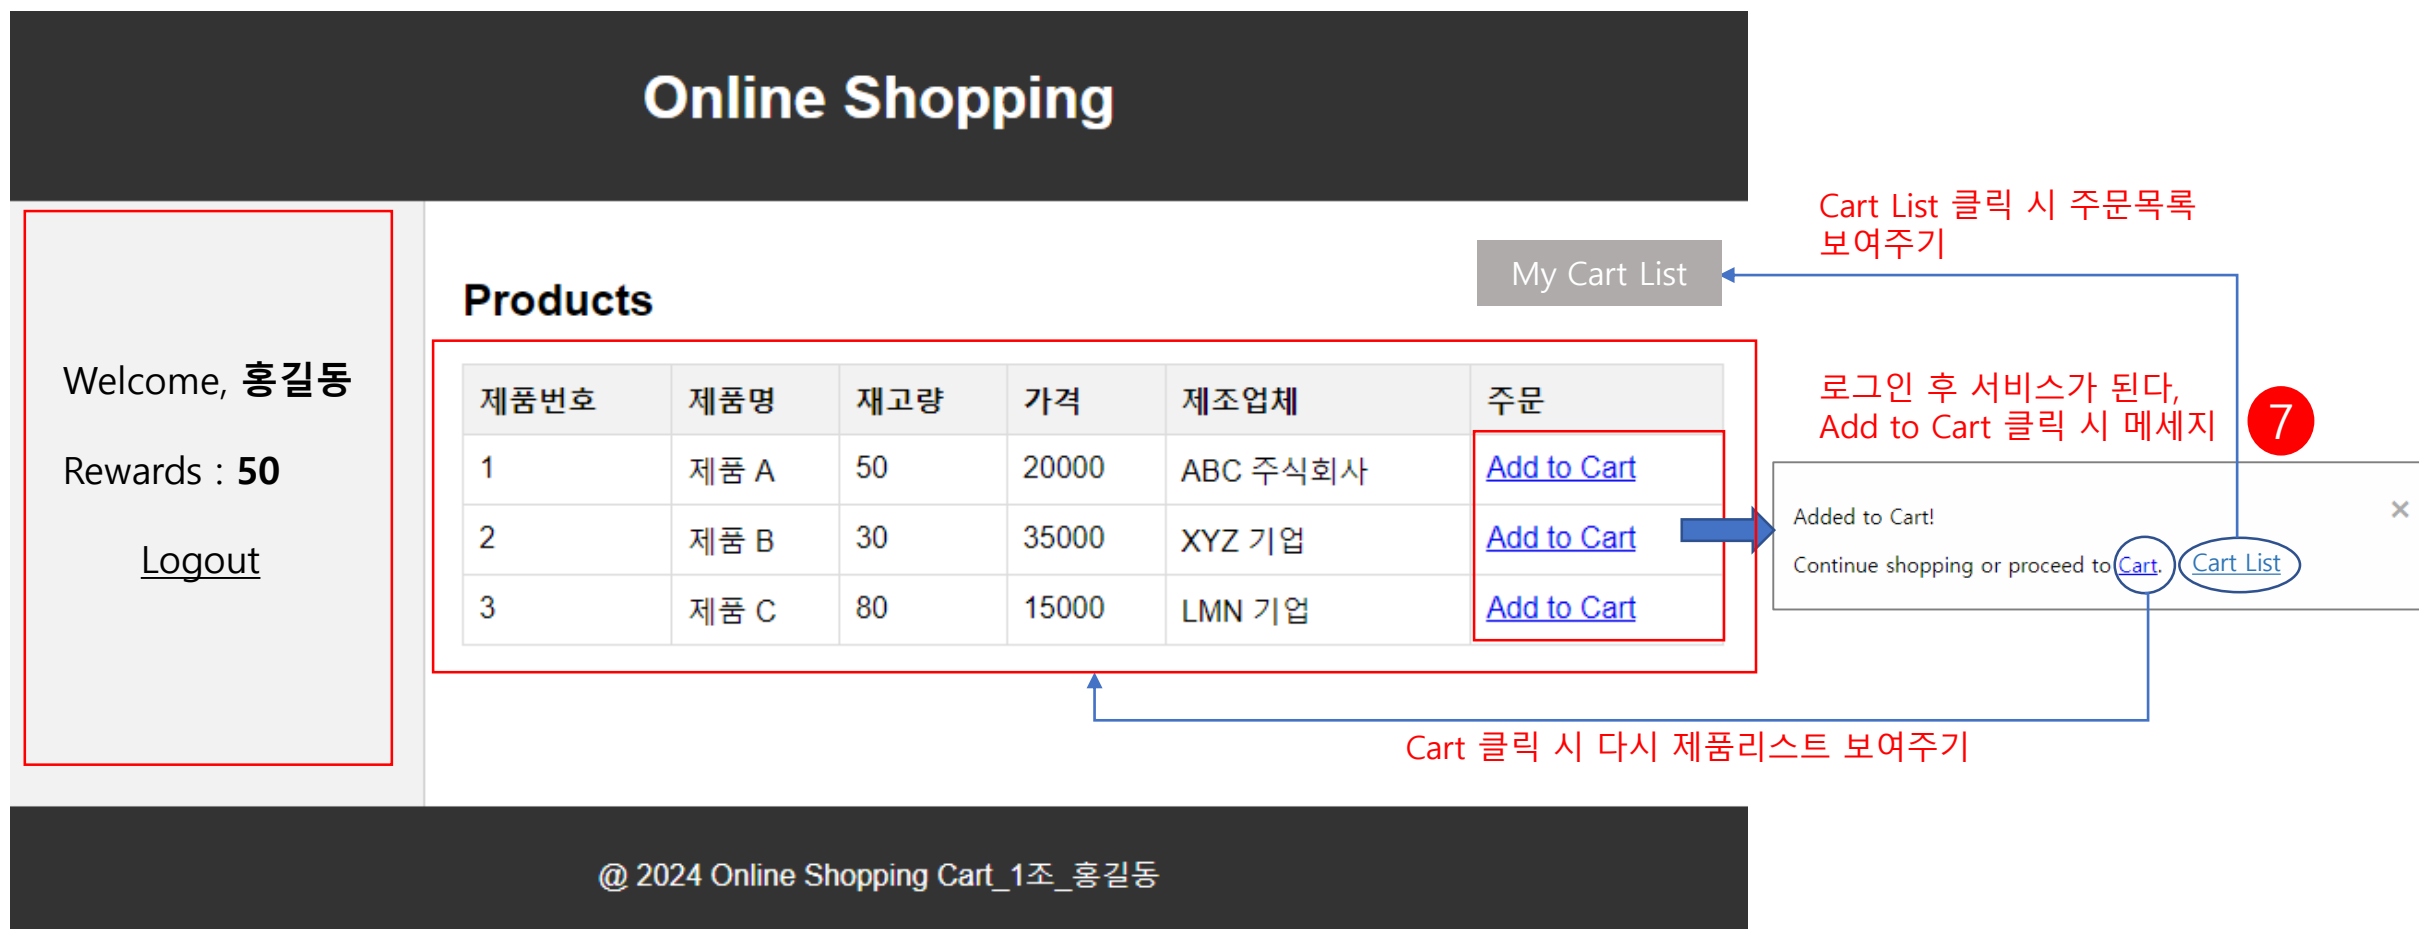 Online Shopping
Cart List 클릭 시 주문목록
보여주기
My Cart List
Products
Welcome, 홍길동
Rewards : 50
Logout
제품번호 제품명 재고량 가격 제조업체 주문
1 제품 A 50 20000 ABC 주식회사 Add to Cart
2 제품 B 30 35000 XYZ 기업 Add to Cart
3 제품 C 80 15000 LMN 기업 Add to Cart
로그인 후 서비스가 된다,
Add to Cart 클릭 시 메세지
7
Added to Cart! ×
Continue shopping or proceed to Cart. Cart List
Cart 클릭 시 다시 제품리스트 보여주기
@ 2024 Online Shopping Cart_1조_홍길동